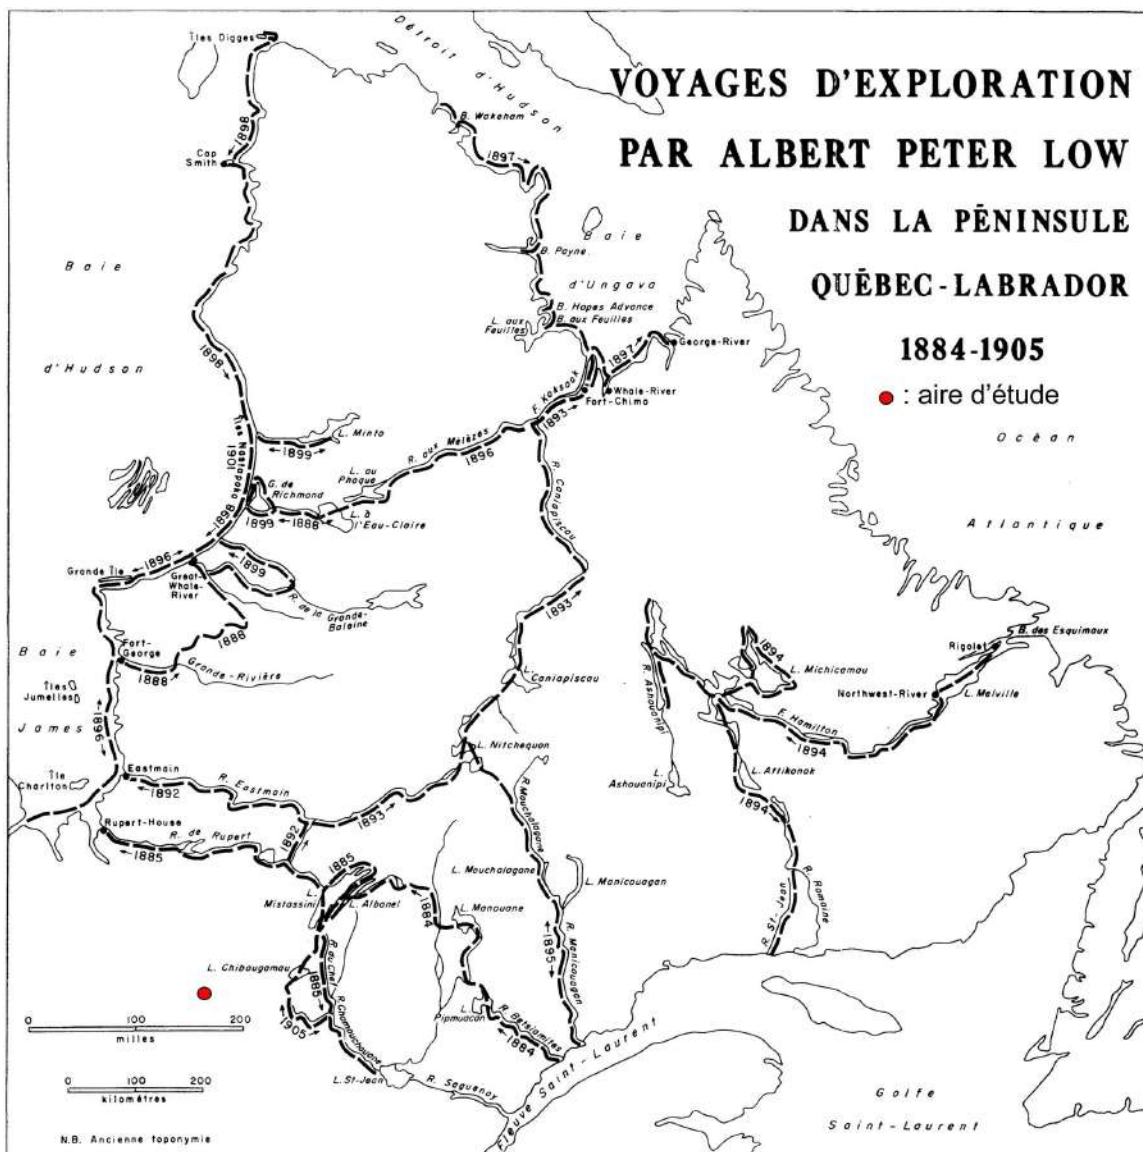 VOYAGES D'EXPLORATION
PAR ALBERT PETER LOW
DANS LA PÉNINSULE
QUÉBEC-LABRADOR
1884-1905
: aire d'étude
Îles Digges
Détroit d'Hudson
B. Wakeham
1898
Cap
Smith
1897
Baie
d'Hudson
B. Payne
Baie
d'Ungava
B. Hopes Advance
B. aux Feuilles
L. aux
Feuilles
1897
George-River
Whale-River
Fort-Chimo
F. Koksoak
1893
1898
Océan
Atlantique
L. Minto
1899
Îles Nastapoka
1901
R. aux Mélèzes
1896
L. au
Phoque
G. de
Richmond
L. à
l'Eau-Claire
1899
1888
R. Caniapiscau
1898
1896
Grande Île
Great-
Whale-
River
1899
R. de la Grande-
Baleine
1893
1888
Fort-
George
1888
Grande-Rivière
Baie
James
Îles
Jumelles
1896
L.
Caniapiscau
B. des Esquimaux
Rigolet
1894
L. Michicamau
Northwest-River
L. Melville
R. Ashouanipi
F. Hamilton
1894
L. Nitchequon
L.
Ashouanipi
L. Attikonak
1894
Île
Charlton
Eastmain
R. Eastmain
1892
1893
Rupert-House
R. de Rupert
1885
1892
R. Mouchalagane
L. Mouchalagane
L. Manicouagan
R. Romaine
R. St-Jean
1885
L.
Mistassini
L. Albanel
1884
L. Manouane
1895
R. Manicouagan
L. Chibougamau
R. du Chef
1885
1905
R. Chamouchouane
L.
Pipmuacan
R. Betsiamites
1884
L. St-Jean
R. Saguenay
Fleuve Saint-Laurent
Golfe
Saint-Laurent
0 100 200
milles
0 100 200
kilomètres
N.B. Ancienne toponymie